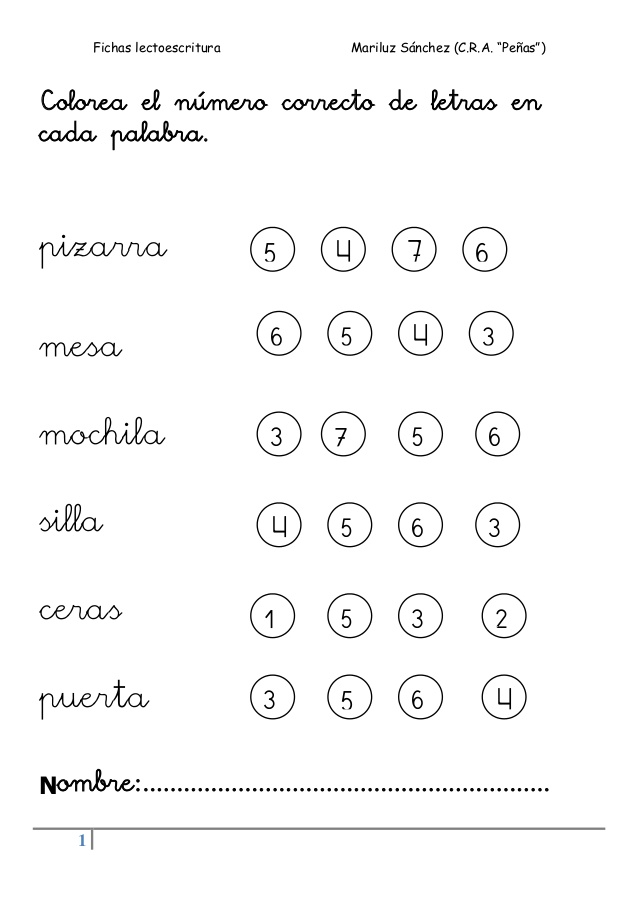 Fichas lectoescritura Mariluz Sánchez (C.R.A. “Peñas”)
Colorea el número correcto de letras en
cada palabra.
pizarra 5 4 7 6
mesa 6 5 4 3
mochila 3 7 5 6
silla 4 5 6 3
ceras 1 5 3 2
puerta 3 5 6 4
Nombre:............................................................
1